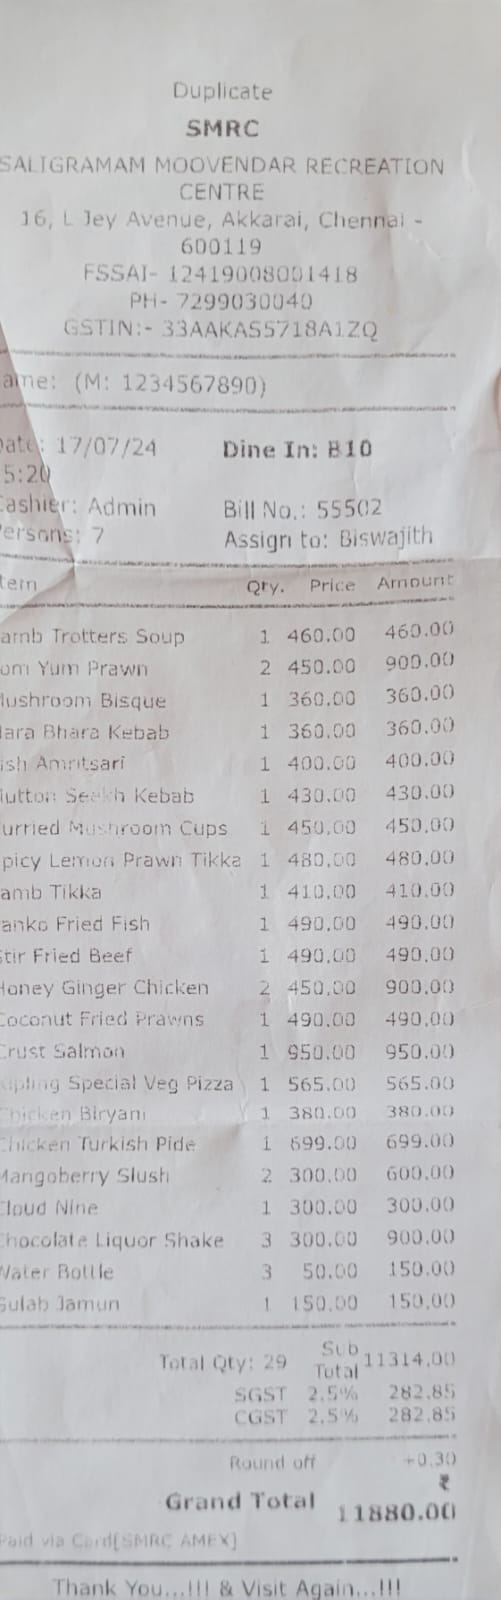 Duplicate
SMRC
SALIGRAMAM MOOVENDAR RECREATION
CENTRE
16, L Jey Avenue, Akkarai, Chennai -
600119
FSSAI- 12419008001418
PH- 7299030040
GSTIN:- 33AAKAS5718A1ZQ
ame: (M: 1234567890)
Date: 17/07/24 Dine In: B10
5:20
Cashier: Admin Bill No.: 55502
Persons: 7 Assign to: Biswajith
tem Qty. Price Amount
amb Trotters Soup 1 460.00 460.00
om Yum Prawn 2 450.00 900.00
Mushroom Bisque 1 360.00 360.00
Hara Bhara Kebab 1 360.00 360.00
ish Amritsari 1 400.00 400.00
Mutton Seekh Kebab 1 430.00 430.00
urried Mushroom Cups 1 450.00 450.00
picy Lemon Prawn Tikka 1 480.00 480.00
amb Tikka 1 410.00 410.00
anko Fried Fish 1 490.00 490.00
Stir Fried Beef 1 490.00 490.00
Honey Ginger Chicken 2 450.00 900.00
Coconut Fried Prawns 1 490.00 490.00
Crust Salmon 1 950.00 950.00
Special Veg Pizza 1 565.00 565.00
Chicken Biryani 1 380.00 380.00
Chicken Turkish Pide 1 699.00 699.00
Mangoberry Slush 2 300.00 600.00
Cloud Nine 1 300.00 300.00
Chocolate Liquor Shake 3 300.00 900.00
Water Bottle 3 50.00 150.00
Gulab Jamun 1 150.00 150.00
Total Qty: 29 Sub Total 11314.00
SGST 2.5% 282.85
CGST 2.5% 282.85
Round off +0.30
₹
Grand Total 11880.00
Paid via Card[SMRC AMEX]
Thank You...!!! & Visit Again...!!!